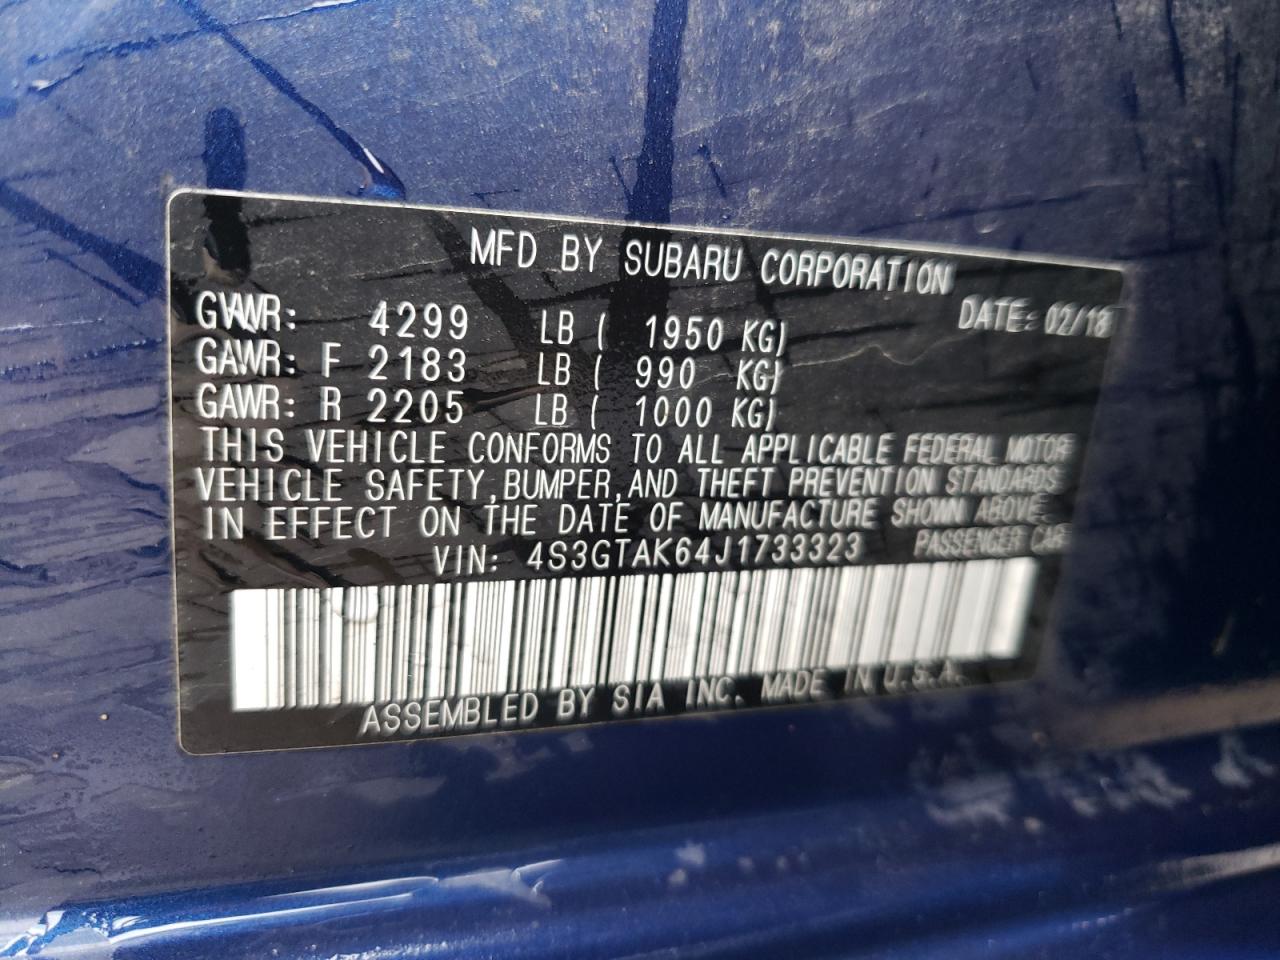 MFD BY SUBARU CORPORATION
DATE: 02/18
GVWR: 4299 LB ( 1950 KG)
GAWR: F 2183 LB ( 990 KG)
GAWR: R 2205 LB ( 1000 KG)
THIS VEHICLE CONFORMS TO ALL APPLICABLE FEDERAL MOTOR
VEHICLE SAFETY, BUMPER, AND THEFT PREVENTION STANDARDS
IN EFFECT ON THE DATE OF MANUFACTURE SHOWN ABOVE.
VIN: 4S3GTAK64J1733323 PASSENGER CAR
ASSEMBLED BY SIA INC. MADE IN U.S.A.